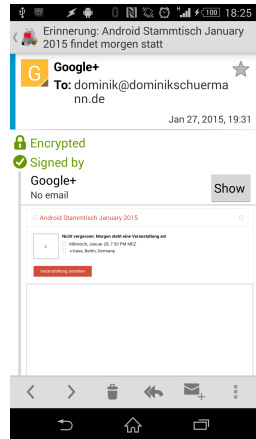 100 18:25
Erinnerung: Android Stammtisch January
2015 findet morgen statt
G
Google+
To: dominik@dominikschuerma
nn.de
Jan 27, 2015, 19:31
Encrypted
Signed by
Google+
No email
Show
Android Stammtisch January 2015
Nicht vergessen: Morgen steht eine Veranstaltung an!
Mittwoch, Januar 28, 7:30 PM MEZ
c-base, Berlin, Germany
Veranstaltung ansehen